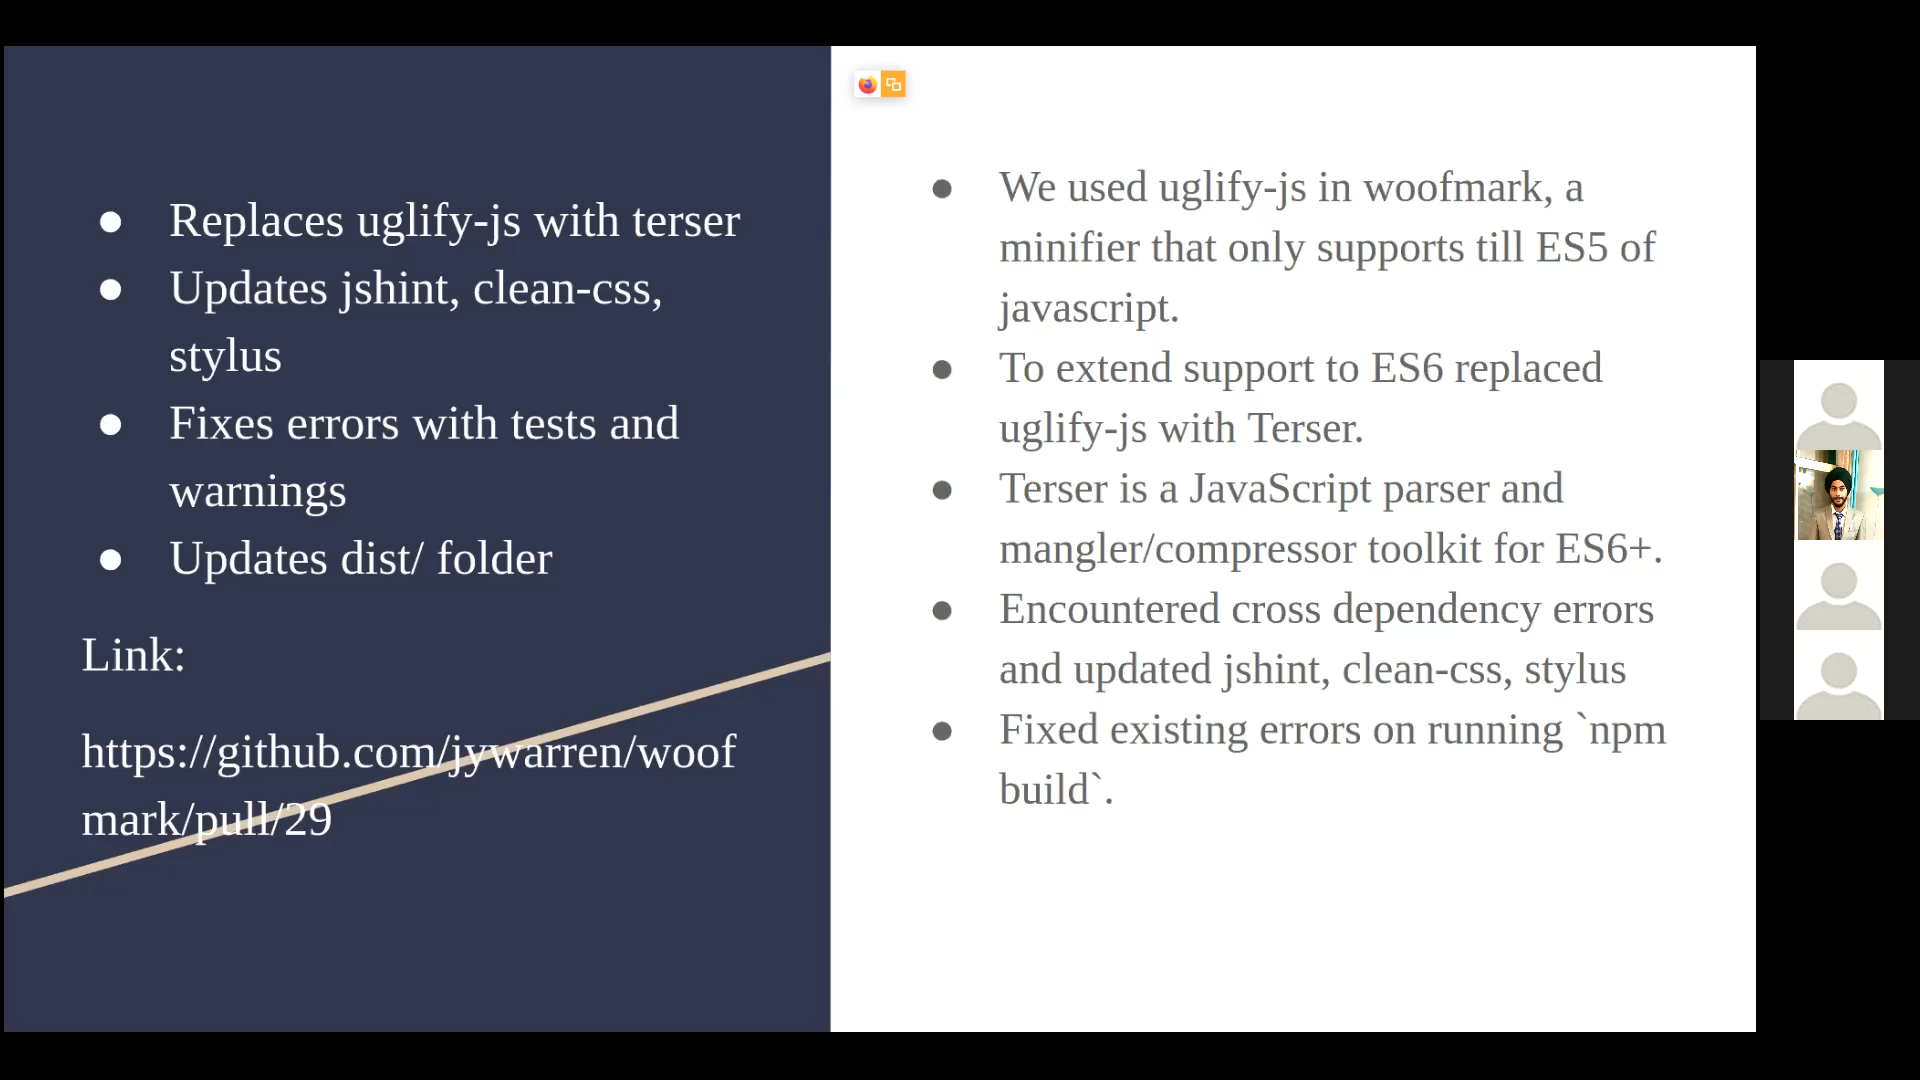 ● Replaces uglify-js with terser
● Updates jshint, clean-css,
stylus
● Fixes errors with tests and
warnings
● Updates dist/ folder
Link:
https://github.com/jywarren/woof
mark/pull/29
● We used uglify-js in woofmark, a
minifier that only supports till ES5 of
javascript.
● To extend support to ES6 replaced
uglify-js with Terser.
● Terser is a JavaScript parser and
mangler/compressor toolkit for ES6+.
● Encountered cross dependency errors
and updated jshint, clean-css, stylus
● Fixed existing errors on running `npm
build`.